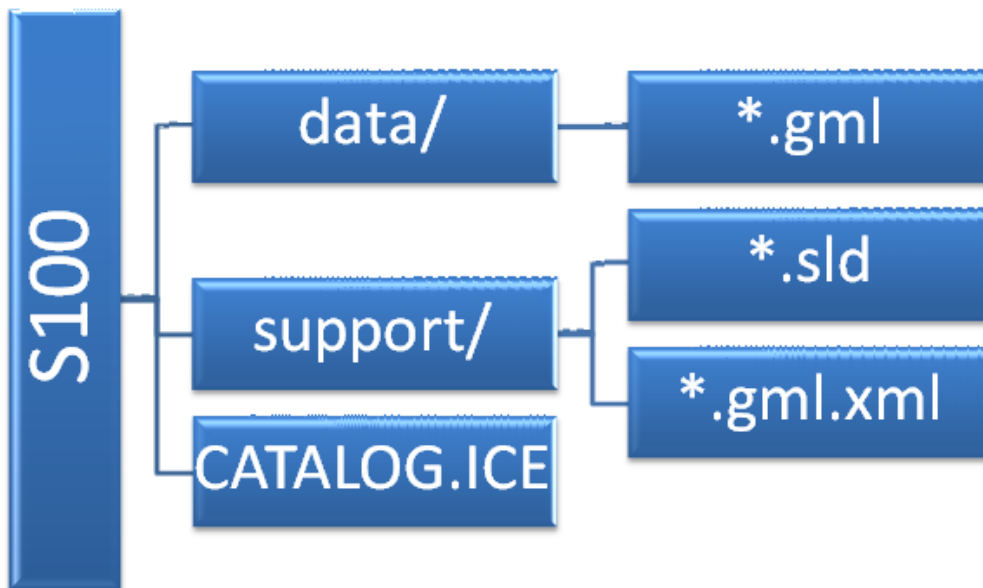 S100
data/
*.gml
support/
*.sld
*.gml.xml
CATALOG.ICE